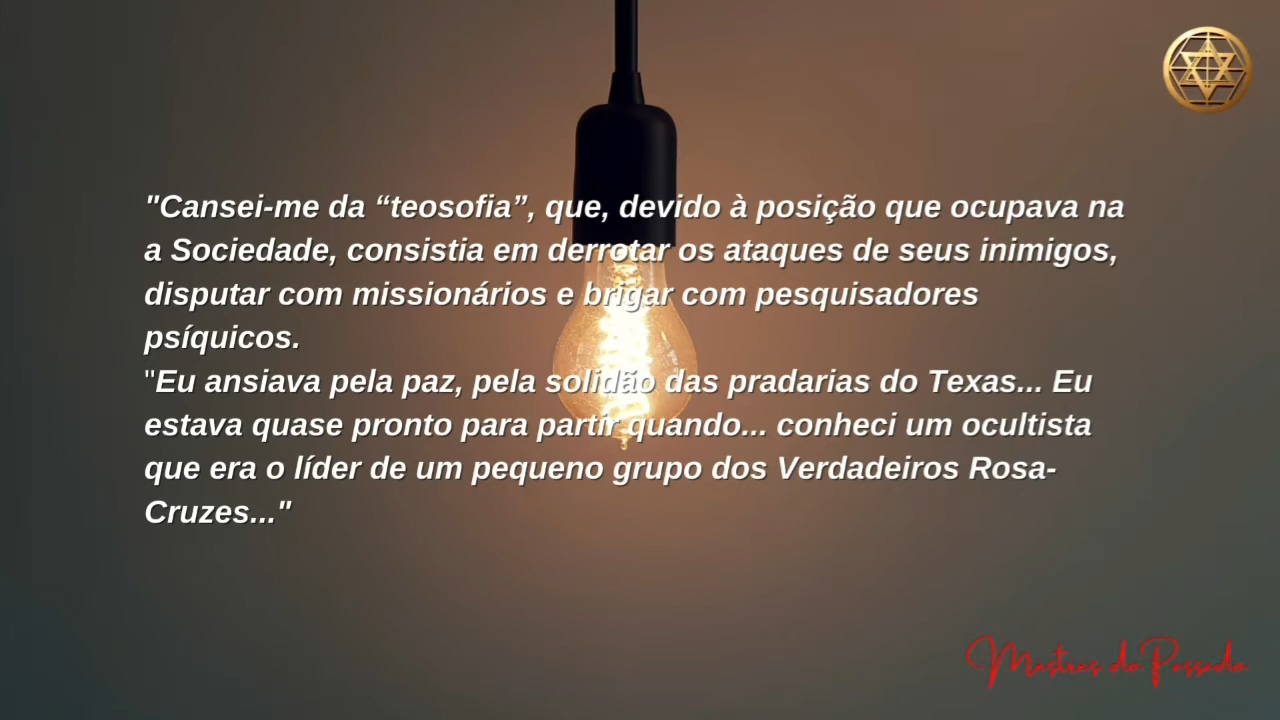 "Cansei-me da “teosofia”, que, devido à posição que ocupava na
a Sociedade, consistia em derrotar os ataques de seus inimigos,
disputar com missionários e brigar com pesquisadores
psíquicos.
"Eu ansiava pela paz, pela solidão das pradarias do Texas... Eu
estava quase pronto para partir quando... conheci um ocultista
que era o líder de um pequeno grupo dos Verdadeiros Rosa-
Cruzes..."
Mestres do Passado